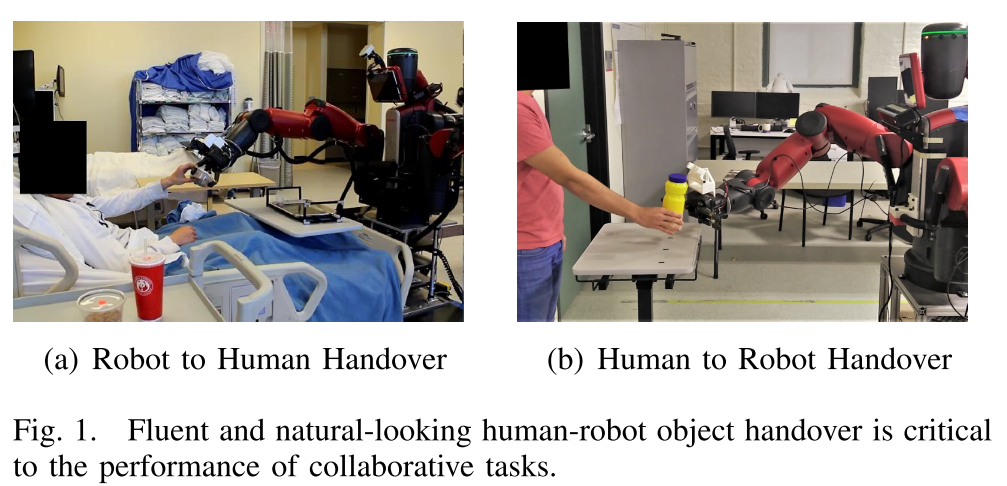 (a) Robot to Human Handover
(b) Human to Robot Handover
Fig. 1. Fluent and natural-looking human-robot object handover is critical
to the performance of collaborative tasks.